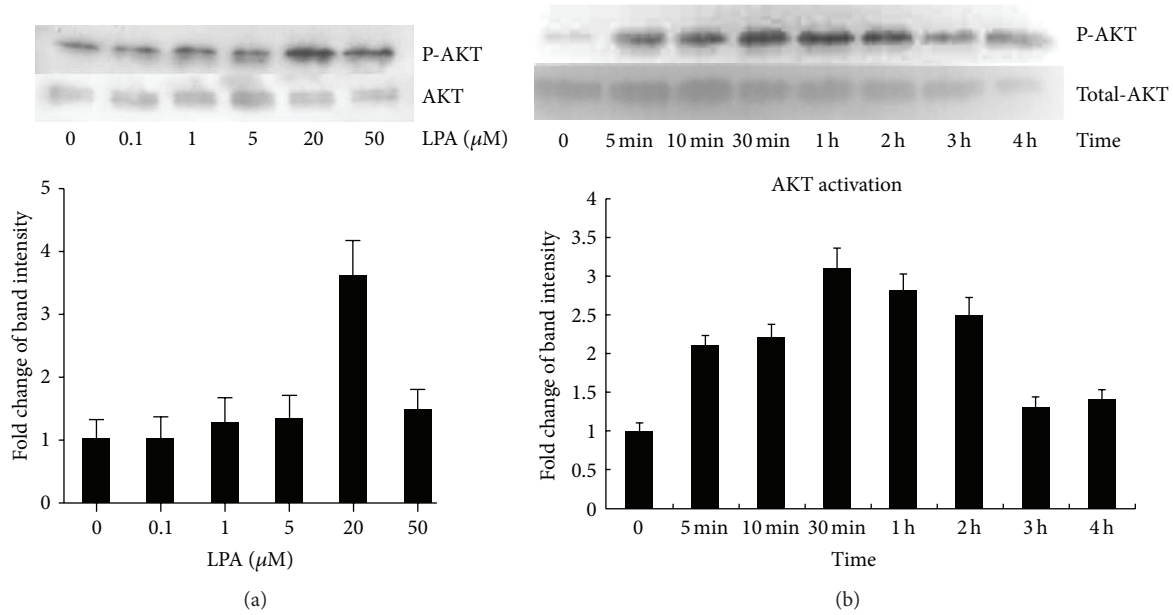 P-AKT
AKT
0 0.1 1 5 20 50 LPA (μM)
Fold change of band intensity
5
4
3
2
1
0
0 0.1 1 5 20 50
LPA (μM)
(a)
P-AKT
Total-AKT
0 5 min 10 min 30 min 1 h 2 h 3 h 4 h Time
AKT activation
Fold change of band intensity
4
3.5
3
2.5
2
1.5
1
0.5
0
0 5 min 10 min 30 min 1 h 2 h 3 h 4 h
Time
(b)